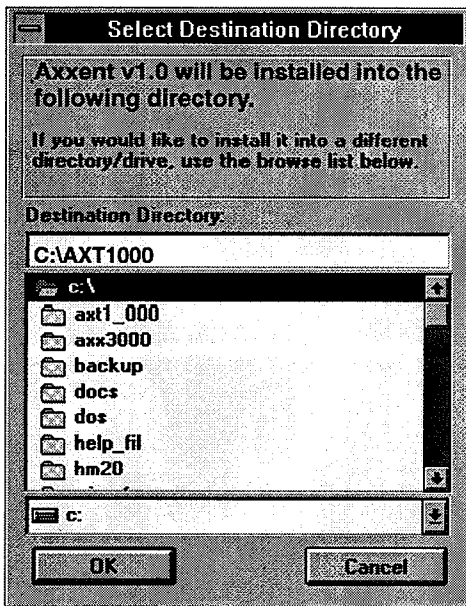 Select Destination Directory
Axxent v1.0 will be installed into the
following directory.
If you would like to install it into a different
directory/drive, use the browse list below.
Destination Directory:
C:\AXT1000
c:\
axt1_000
axx3000
backup
docs
dos
help_fil
hm20
c:
OK
Cancel